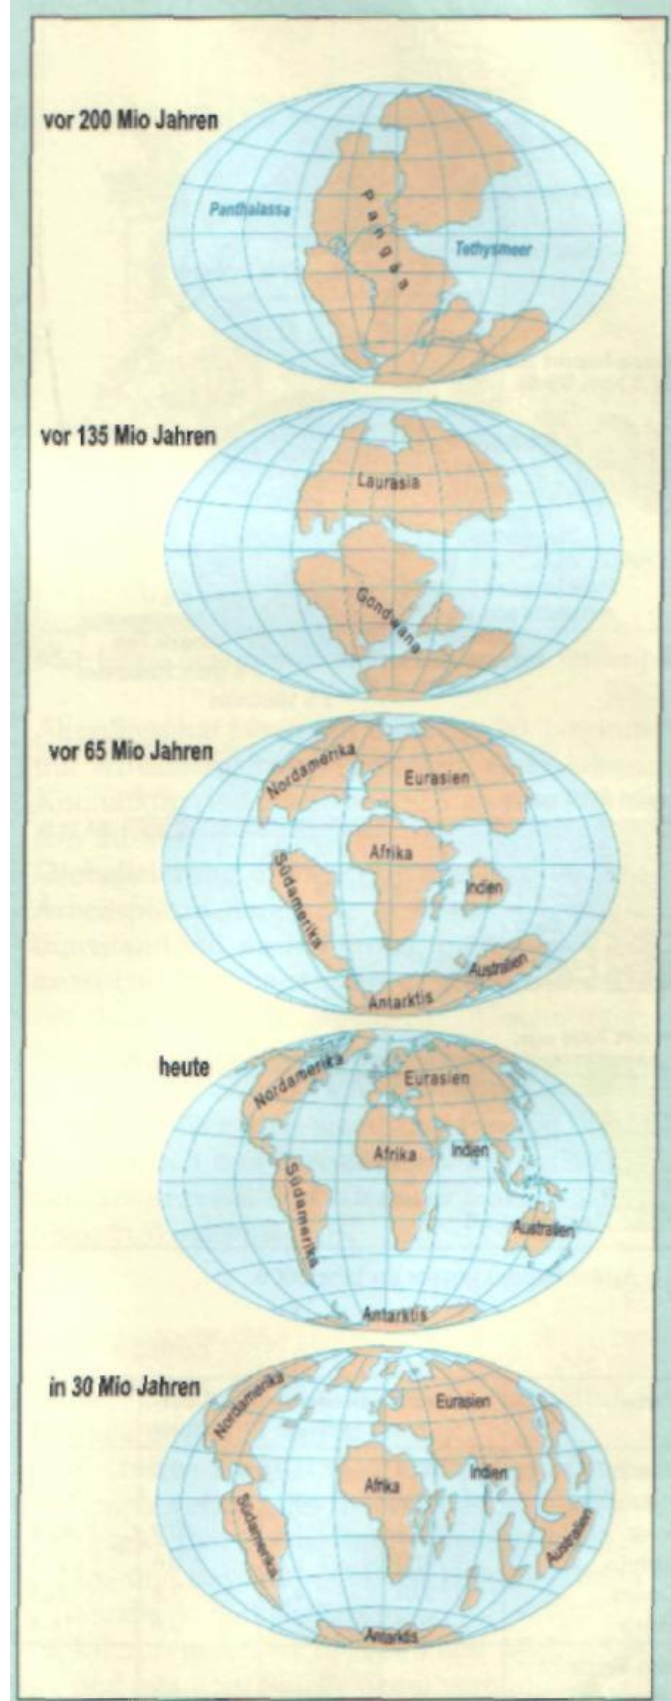 vor 200 Mio Jahren
Panthalassa
Pangäa
Tethysmeer
vor 135 Mio Jahren
Laurasia
Gondwana
vor 65 Mio Jahren
Nordamerika
Eurasien
Afrika
Südamerika
Indien
Australien
Antarktis
heute
Nordamerika
Eurasien
Afrika
Indien
Südamerika
Australien
Antarktis
in 30 Mio Jahren
Nordamerika
Eurasien
Indien
Afrika
Südamerika
Australien
Antarktis